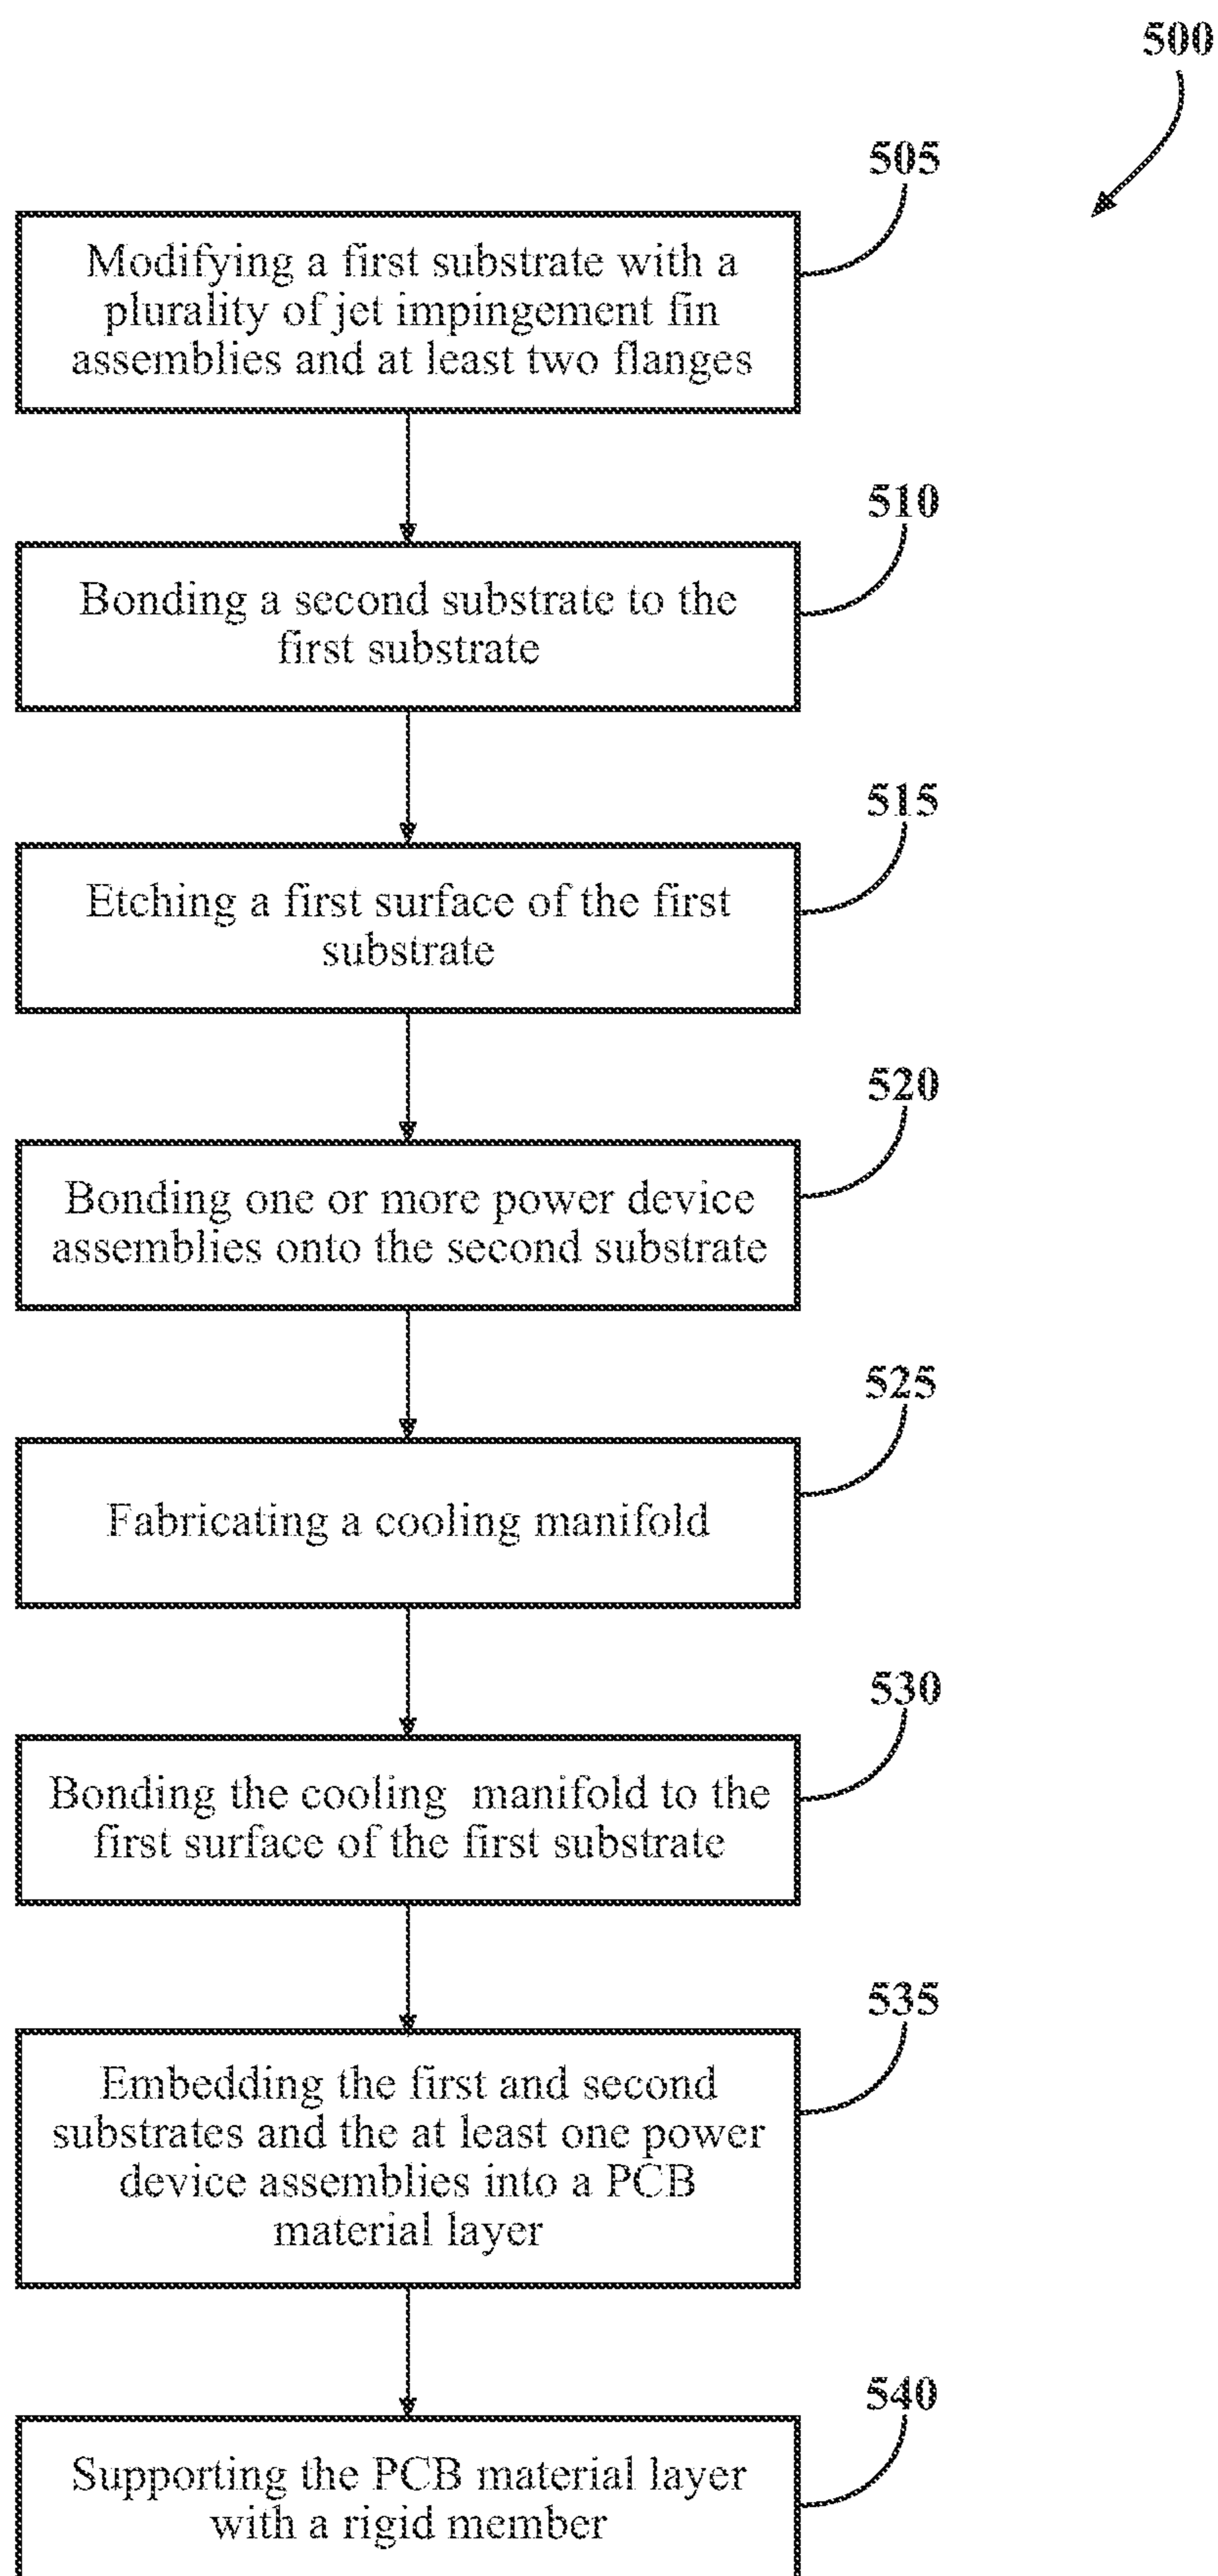 500
505
Modifying a first substrate with a
plurality of jet impingement fin
assemblies and at least two flanges
510
Bonding a second substrate to the
first substrate
515
Etching a first surface of the first
substrate
520
Bonding one or more power device
assemblies onto the second substrate
525
Fabricating a cooling manifold
530
Bonding the cooling manifold to the
first surface of the first substrate
535
Embedding the first and second
substrates and the at least one power
device assemblies into a PCB
material layer
540
Supporting the PCB material layer
with a rigid member